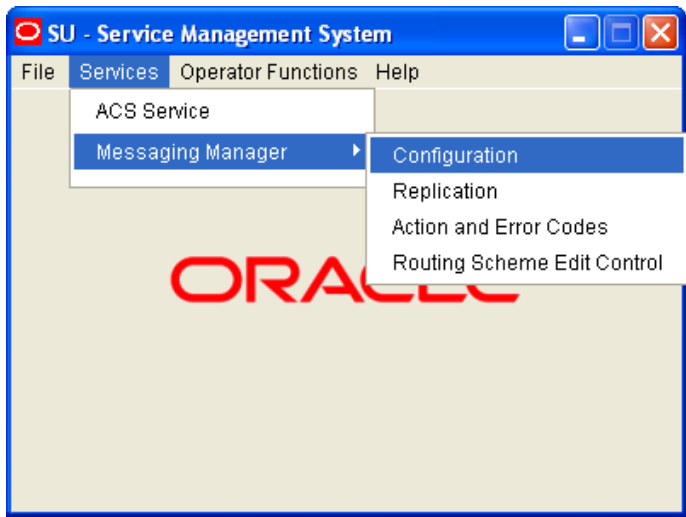 SU - Service Management System
File Services Operator Functions Help
ACS Service
Messaging Manager
Configuration
Replication
Action and Error Codes
Routing Scheme Edit Control